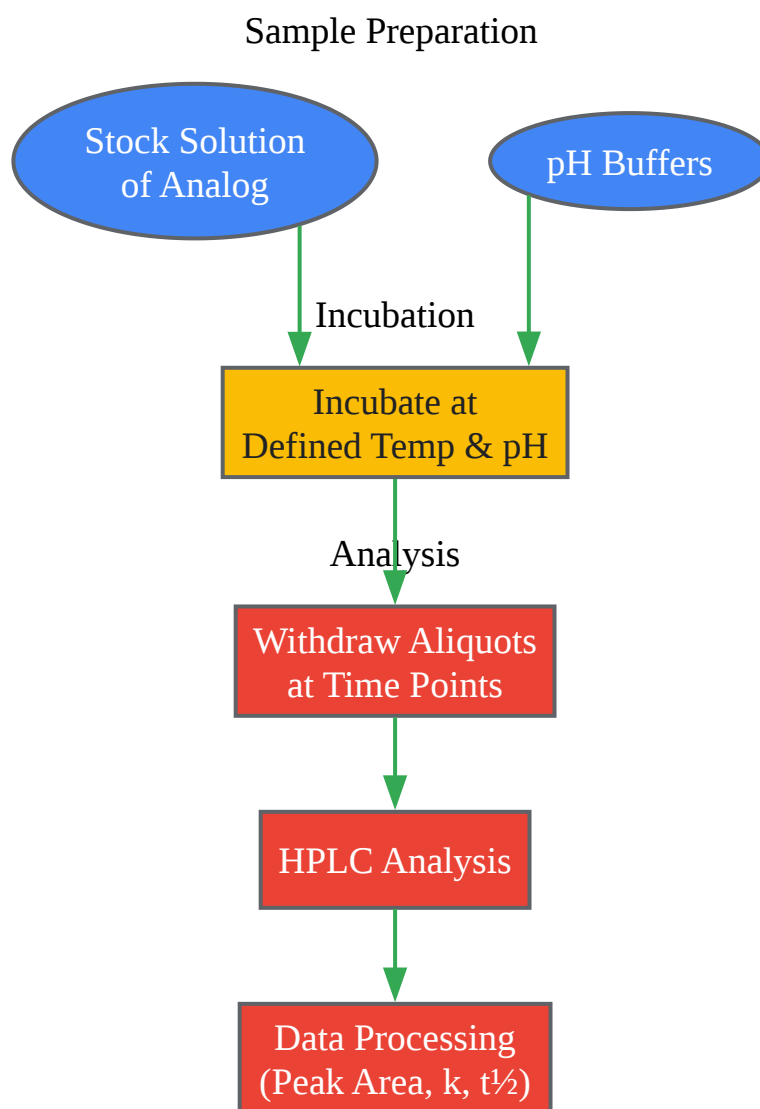 Sample Preparation
Stock Solution
of Analog
pH Buffers
Incubation
Incubate at
Defined Temp & pH
Analysis
Withdraw Aliquots
at Time Points
HPLC Analysis
Data Processing
(Peak Area, k, t½)